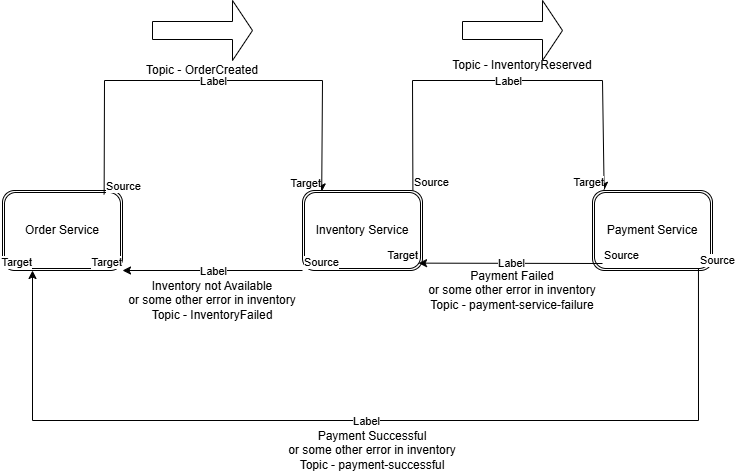 Topic - OrderCreated
Label
Topic - InventoryReserved
Label
Source
Target
Source
Target
Order Service
Inventory Service
Payment Service
Target
Target
Source
Target
Source
Source
Label
Inventory not Available
or some other error in inventory
Topic - InventoryFailed
Label
Payment Failed
or some other error in inventory
Topic - payment-service-failure
Label
Payment Successful
or some other error in inventory
Topic - payment-successful